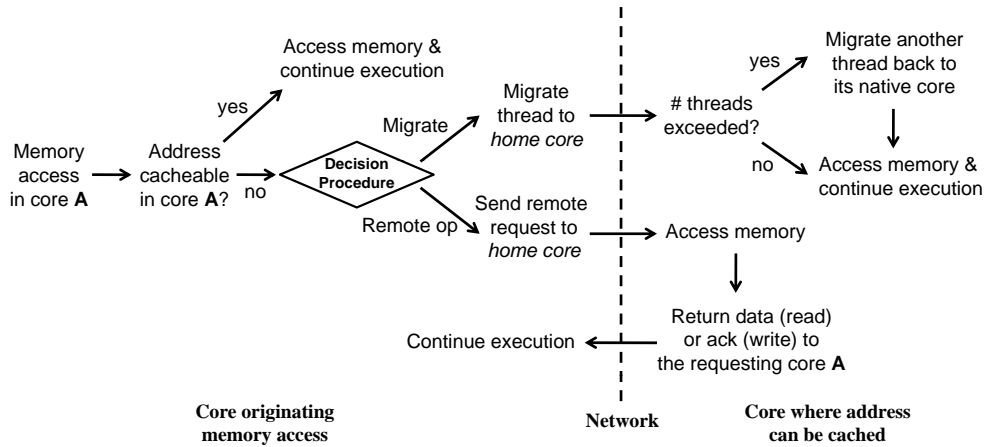 Memory
access
in core A
Address
cacheable
in core A?
yes
Access memory &
continue execution
no
Decision
Procedure
Migrate
Migrate
thread to
home core
# threads
exceeded?
yes
Migrate another
thread back to
its native core
no
Access memory &
continue execution
Remote op
Send remote
request to
home core
Access memory
Return data (read)
or ack (write) to
the requesting core A
Continue execution
Core originating
memory access
Network
Core where address
can be cached